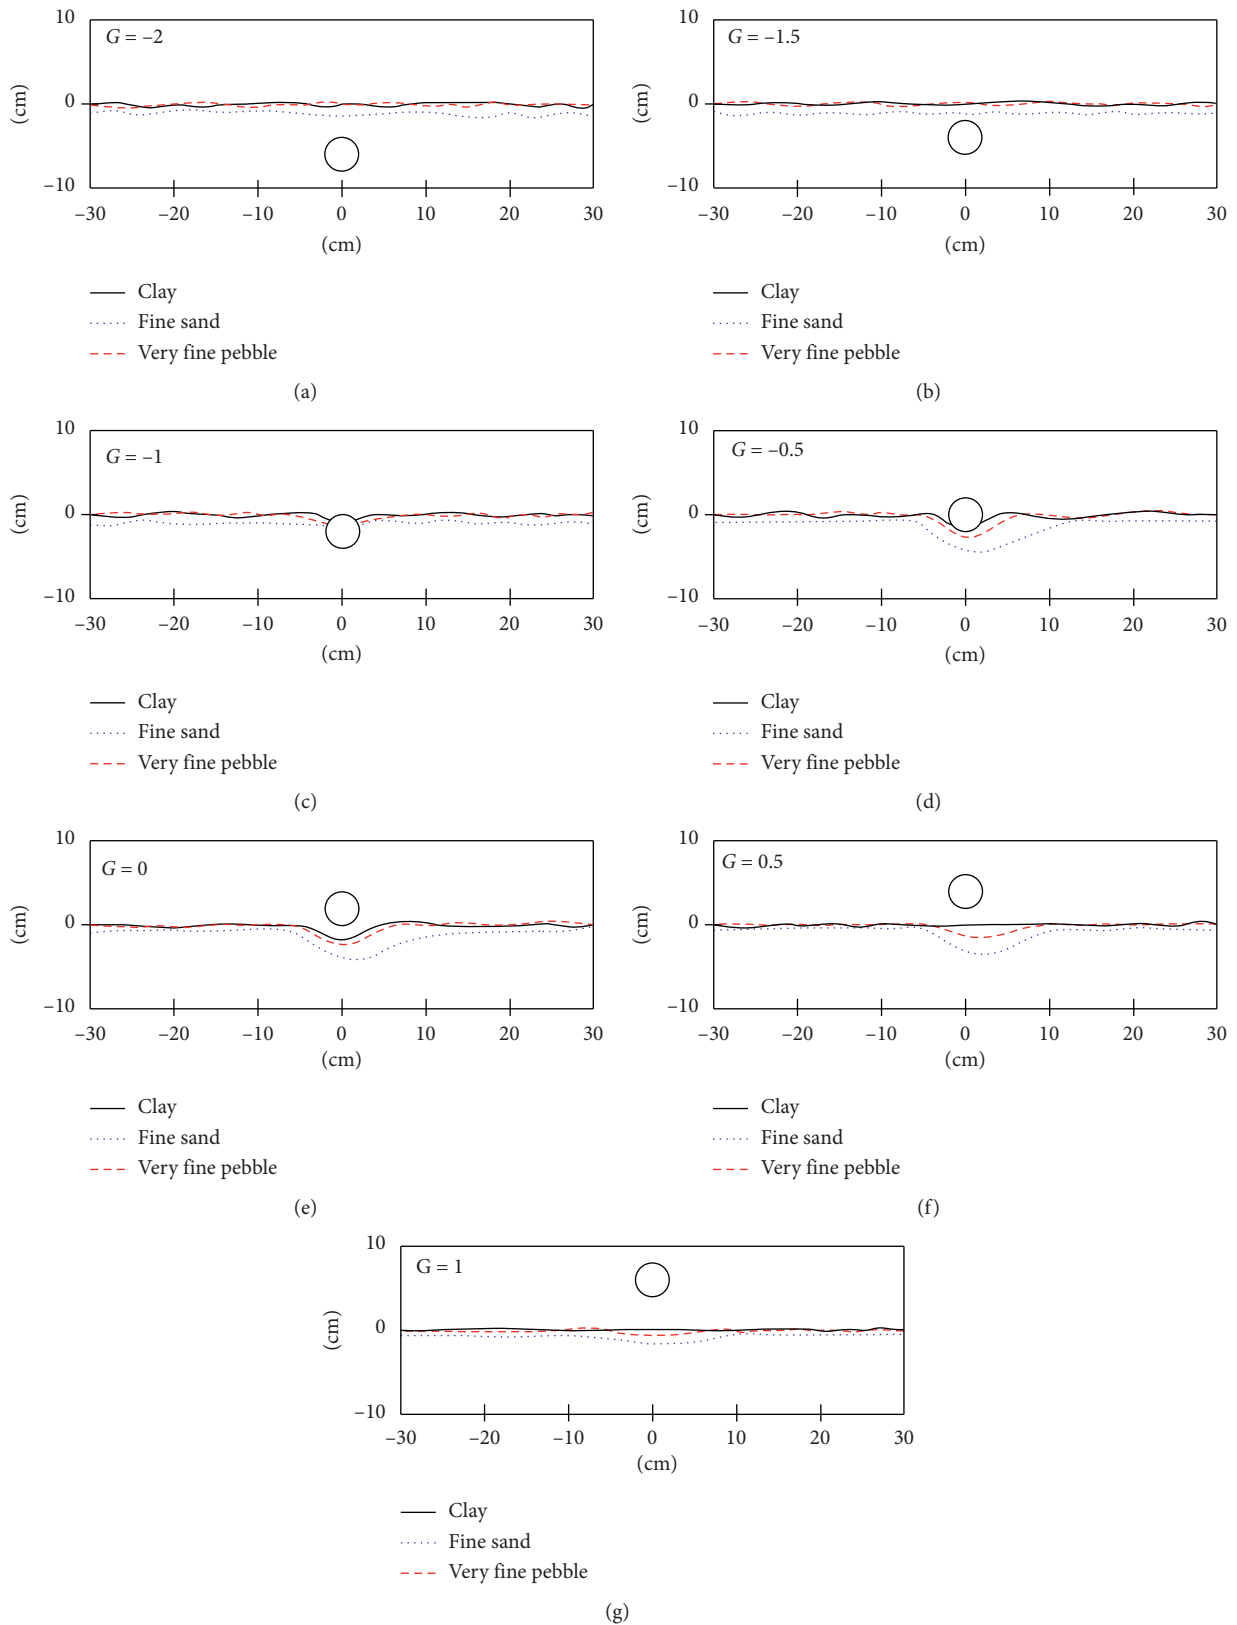 10
G = –2
0
(cm)
–10
–30 –20 –10 0 10 20 30
(cm)
Clay
Fine sand
Very fine pebble
(a)
10
G = –1.5
0
(cm)
–10
–30 –20 –10 0 10 20 30
(cm)
Clay
Fine sand
Very fine pebble
(b)
10
G = –1
0
(cm)
–10
–30 –20 –10 0 10 20 30
(cm)
Clay
Fine sand
Very fine pebble
(c)
10
G = –0.5
0
(cm)
–10
–30 –20 –10 0 10 20 30
(cm)
Clay
Fine sand
Very fine pebble
(d)
10
G = 0
0
(cm)
–10
–30 –20 –10 0 10 20 30
(cm)
Clay
Fine sand
Very fine pebble
(e)
10
G = 0.5
0
(cm)
–10
–30 –20 –10 0 10 20 30
(cm)
Clay
Fine sand
Very fine pebble
(f)
10
G = 1
0
(cm)
–10
–30 –20 –10 0 10 20 30
(cm)
Clay
Fine sand
Very fine pebble
(g)